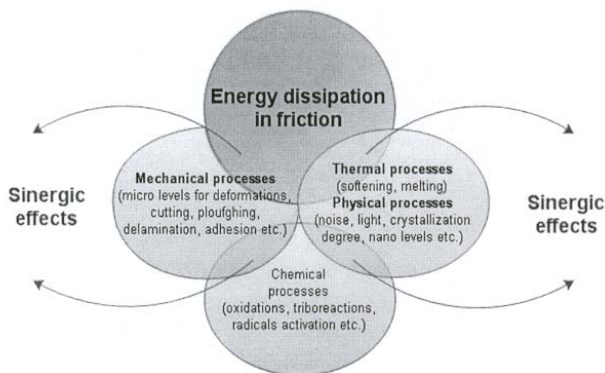 Energy dissipation
in friction
Mechanical processes
(micro levels for deformations,
cutting, ploufghing,
delamination, adhesion etc.)
Thermal processes
(softening, melting)
Physical processes
(noise, light, crystallization
degree, nano levels etc.)
Sinergic
effects
Sinergic
effects
Chemical
processes
(oxidations, triboreactions,
radicals activation etc.)